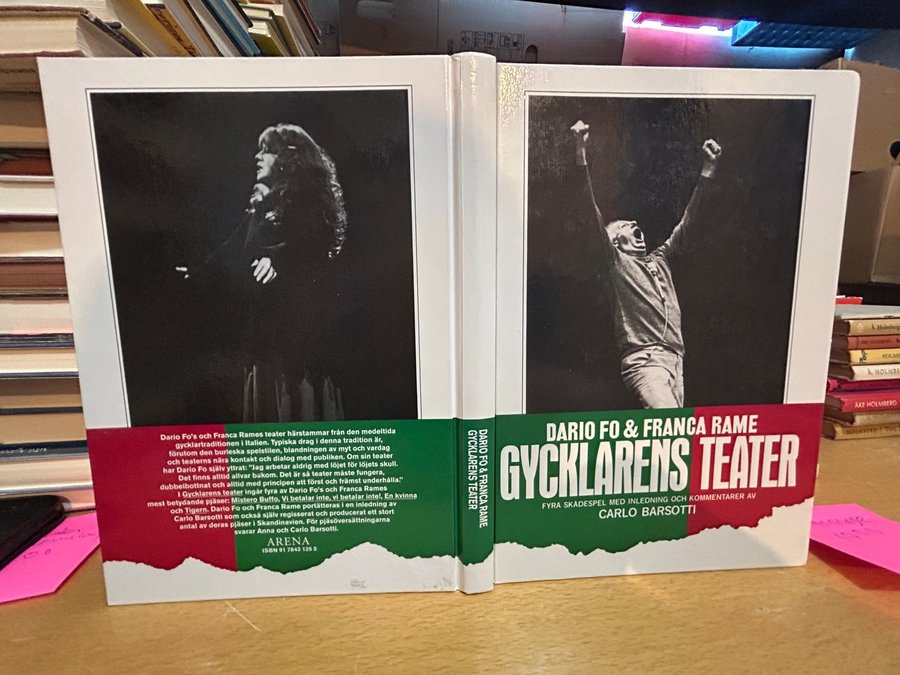 Dario Fo's och Franca Rames teater härstammar från den medeltida
gycklartraditionen i Italien. Typiska drag i denna tradition är,
förutom den burleska spelstilen, blandningen av myt och vardag
och teaterns nära kontakt och dialog med publiken. Om sin teater
har Dario Fo själv yttrat: "Jag arbetar aldrig med löjet för löjets skull.
Det finns alltid allvar bakom. Det är så teater måste fungera,
dubbelbottnat och alltid med principen att först och främst underhålla."
I Gycklarens teater ingår fyra av Dario Fo's och Franca Rames
mest betydande pjäser: Mistero Buffo, Vi betalar inte, vi betalar inte!, En kvinna
och Tigern. Dario Fo och Franca Rame porträtteras i en inledning av
Carlo Barsotti som också själv regisserat och producerat ett stort
antal av deras pjäser i Skandinavien. För pjäsöversättningarna
svarar Anna och Carlo Barsotti.
ARENA
ISBN 91 7843 125 5
DARIO FO & FRANCA RAME
GYCKLARENS TEATER
DARIO FO & FRANCA RAME
GYCKLARENS TEATER
FYRA SKÅDESPEL MED INLEDNING OCH KOMMENTARER AV
CARLO BARSOTTI
Å Holmberg
HOLMBERG
Å HOLMBERG
ÅKE HOLMBERG